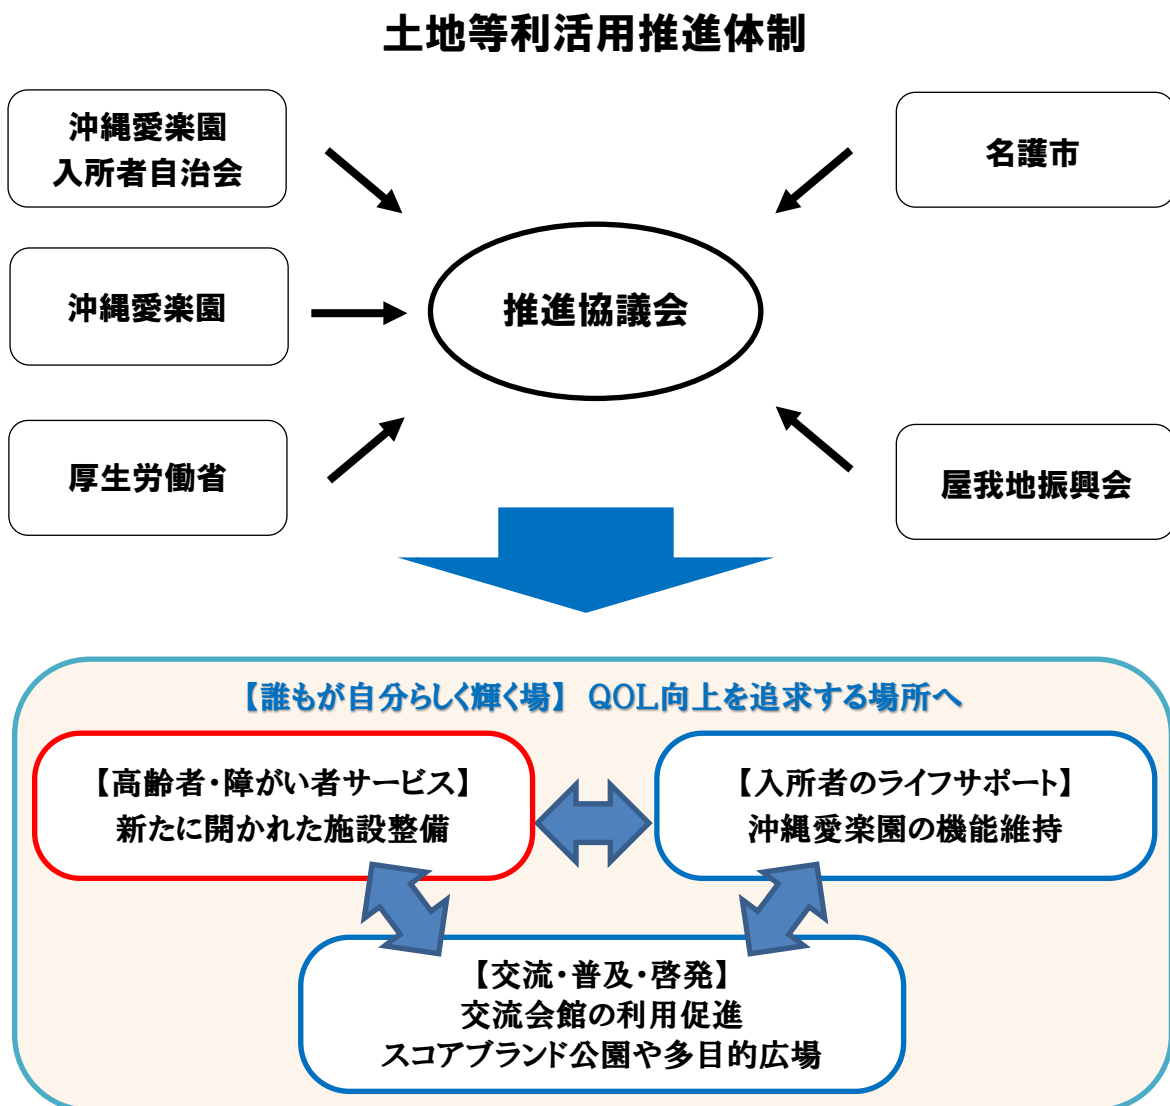 土地等利活用推進体制
沖縄愛楽園
入所者自治会
名護市
沖縄愛楽園
推進協議会
厚生労働省
屋我地振興会
【誰もが自分らしく輝く場】 QOL向上を追求する場所へ
【高齢者・障がい者サービス】
新たに開かれた施設整備
【入所者のライフサポート】
沖縄愛楽園の機能維持
【交流・普及・啓発】
交流会館の利用促進
スコアブランド公園や多目的広場